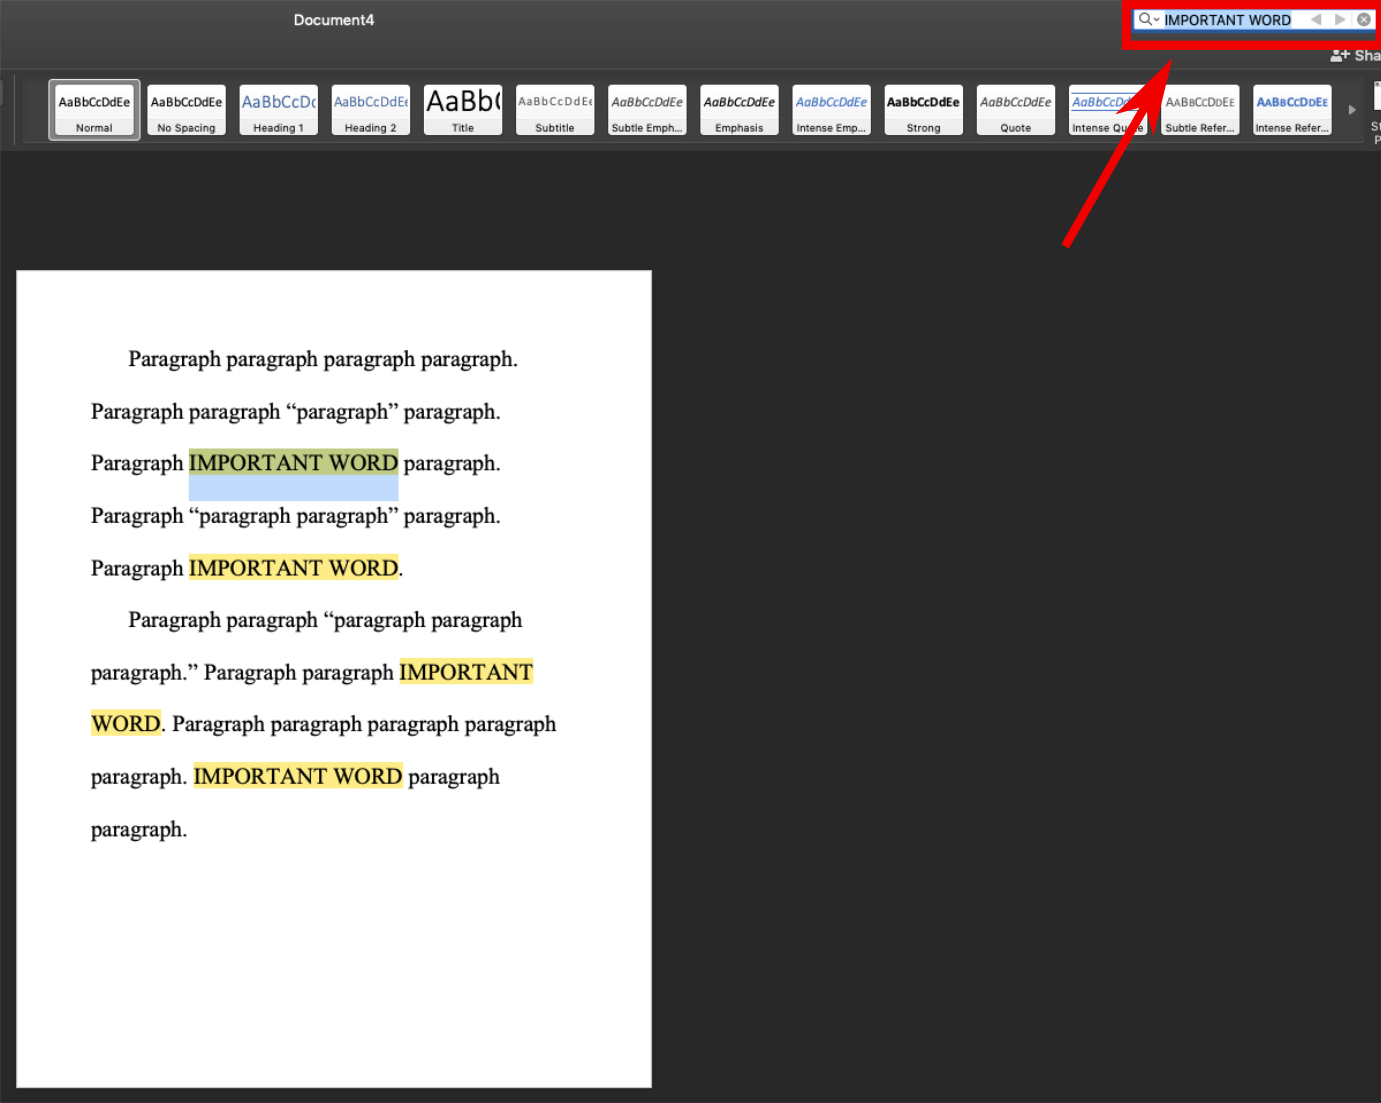 Document4
IMPORTANT WORD
Sha
AaBbCcDdEe AaBbCcDdEe AaBbCcDc AaBbCcDdEe AaBb( AaBbCcDdEe AaBbCcDdEe AaBbCcDdEe AaBbCcDdEe AaBbCcDdEe AaBbCcDdEe AaBbCcDd AaBbCcDdEe AaBbCcDdEe
Normal No Spacing Heading 1 Heading 2 Title Subtitle Subtle Emph... Emphasis Intense Emp... Strong Quote Intense Qu Subtle Refer... Intense Refer...
St
P
Paragraph paragraph paragraph paragraph.
Paragraph paragraph “paragraph” paragraph.
Paragraph IMPORTANT WORD paragraph.
Paragraph “paragraph paragraph” paragraph.
Paragraph IMPORTANT WORD.
Paragraph paragraph “paragraph paragraph
paragraph.” Paragraph paragraph IMPORTANT
WORD. Paragraph paragraph paragraph paragraph
paragraph. IMPORTANT WORD paragraph
paragraph.